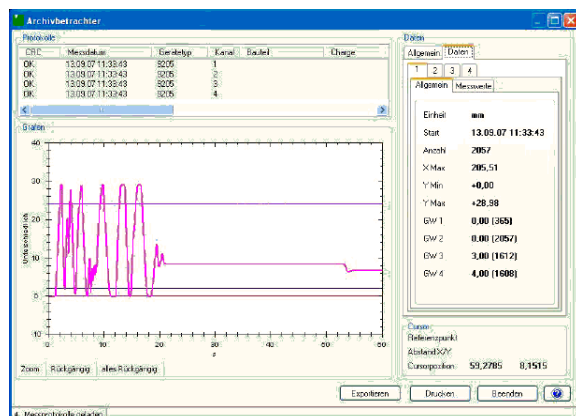 Archivbetrachter
Protokolle
CRC Messdatum Gerätetyp Kanal Bauteil Charge
OK 13.09.07 11:33:43 9205 1
OK 13.09.07 11:33:43 9205 2
OK 13.09.07 11:33:43 9205 3
OK 13.09.07 11:33:43 9205 4
Grafen
Unterschiedlich
40
30
20
10
0
-10
0 10 20 30 40 50 60
s
Zoom Rückgängig alles Rückgängig
Daten
Allgemein Daten
1 2 3 4
Allgemein Messwerte
Einheit mm
Start 13.09.07 11:33:43
Anzahl 2057
X Max 205,51
Y Min +0,00
Y Max +28,98
GW 1 0,00 (365)
GW 2 0,00 (2057)
GW 3 3,00 (1612)
GW 4 4,00 (1608)
Cursor
Referenzpunkt
Abstand X/Y
Cursorposition 59,2785 8,1515
Exportieren Drucken Beenden
4 Messprotokolle geladen